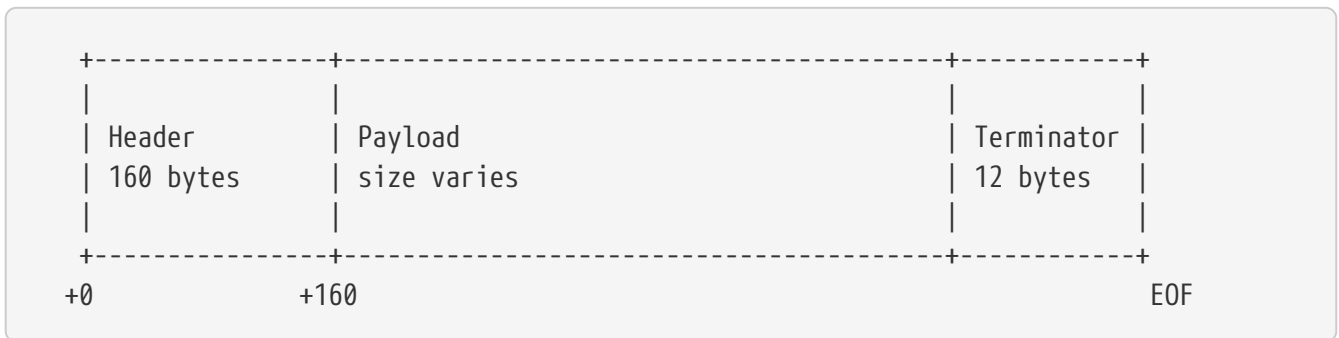 +----------------+-----------------------------------------+------------+
|                |                                         |            |
| Header         | Payload                                 | Terminator |
| 160 bytes      | size varies                             | 12 bytes   |
|                |                                         |            |
+----------------+-----------------------------------------+------------+
+0              +160                                                     EOF